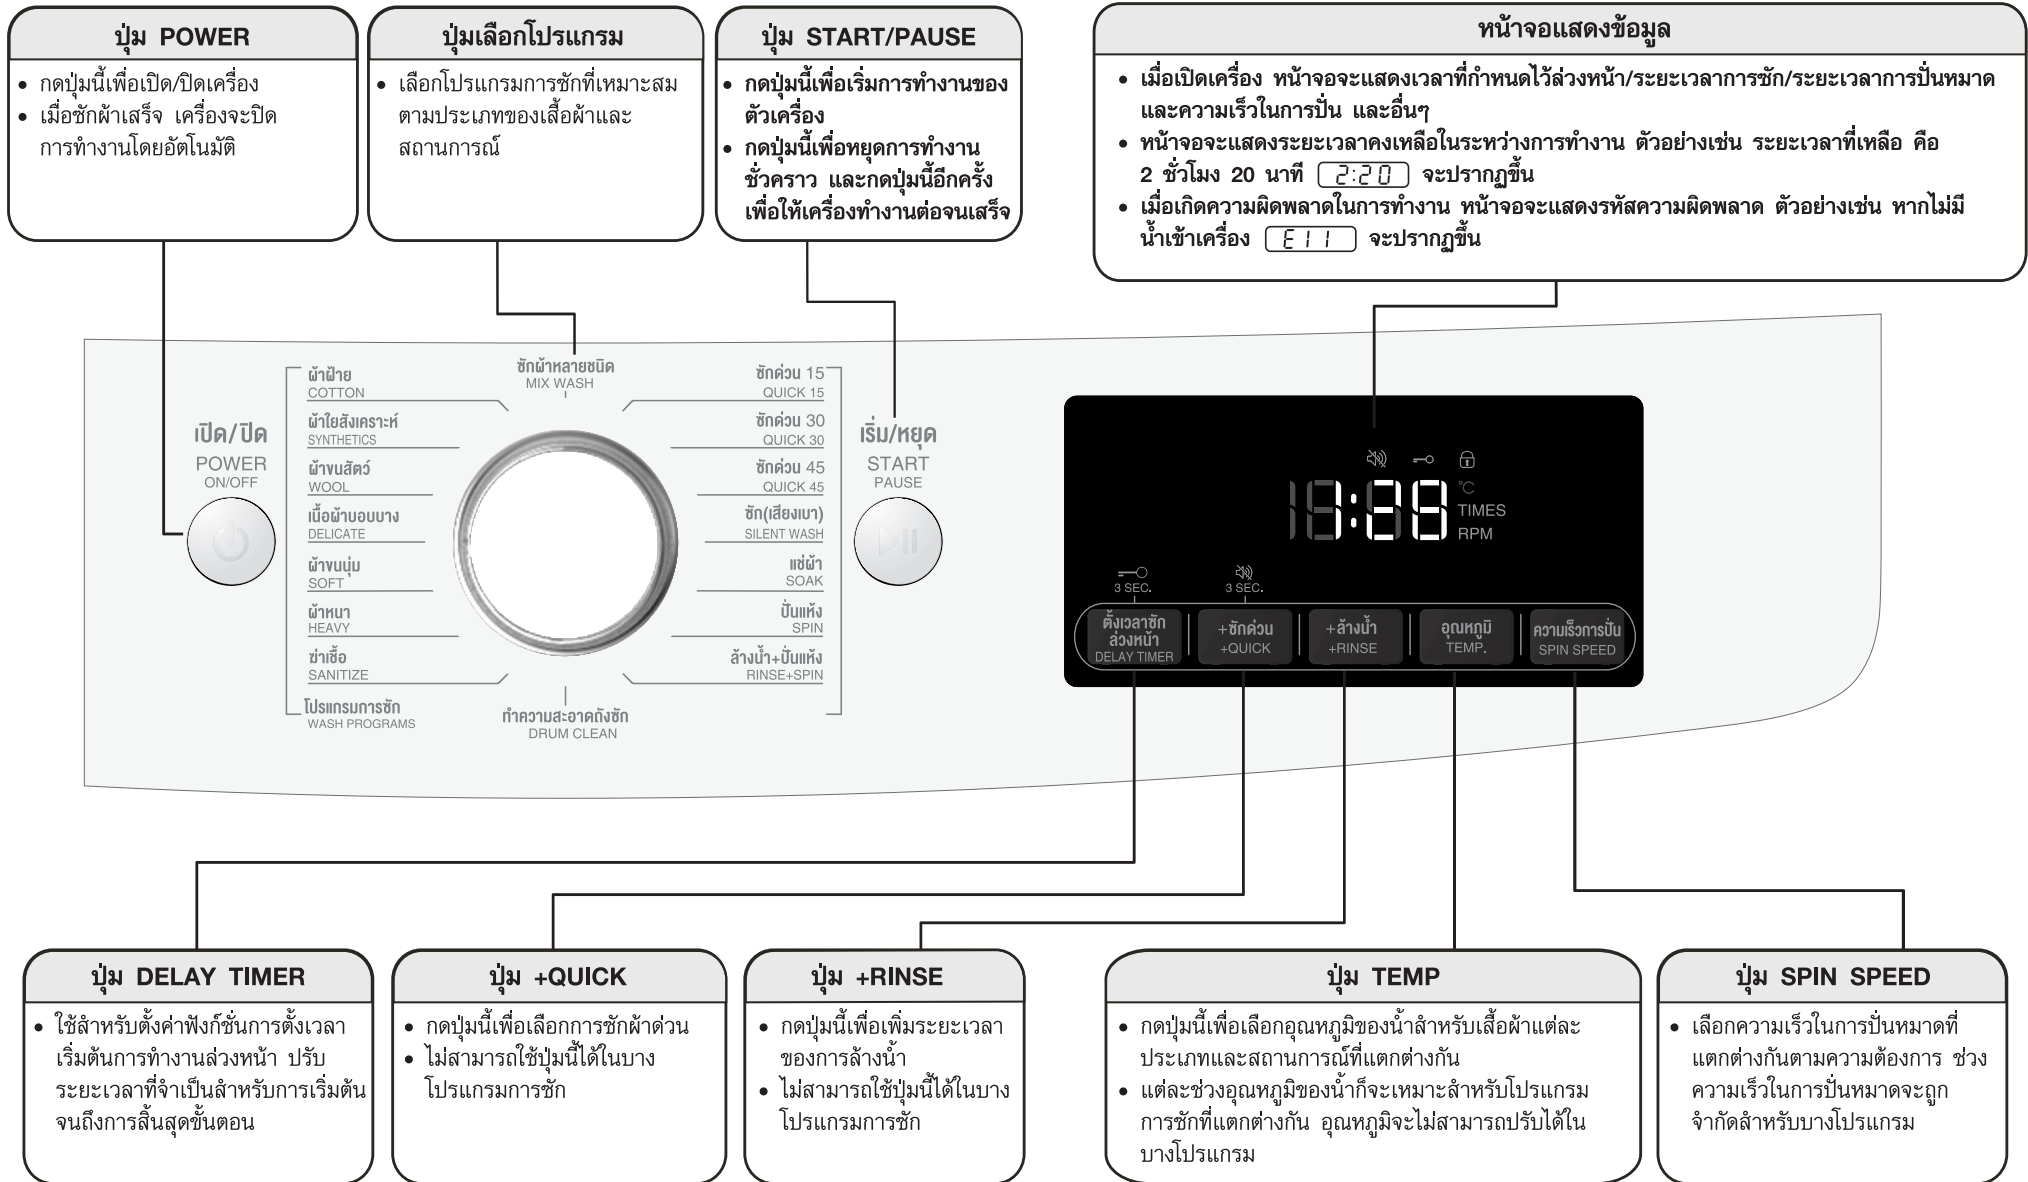 ปุ่ม POWER
• กดปุ่มนี้เพื่อเปิด/ปิดเครื่อง
• เมื่อซักผ้าเสร็จ เครื่องจะปิด
การทำงานโดยอัตโนมัติ
ปุ่มเลือกโปรแกรม
• เลือกโปรแกรมการซักที่เหมาะสม
ตามประเภทของเสื้อผ้าและ
สถานการณ์
ปุ่ม START/PAUSE
• กดปุ่มนี้เพื่อเริ่มการทำงานของ
ตัวเครื่อง
• กดปุ่มนี้เพื่อหยุดการทำงาน
ชั่วคราว และกดปุ่มนี้อีกครั้ง
เพื่อให้เครื่องทำงานต่อจนเสร็จ
หน้าจอแสดงข้อมูล
• เมื่อเปิดเครื่อง หน้าจอจะแสดงเวลาที่กำหนดไว้ล่วงหน้า/ระยะเวลาการซัก/ระยะเวลาการปั่นหมาด
และความเร็วในการปั่น และอื่นๆ
• หน้าจอจะแสดงระยะเวลาคงเหลือในระหว่างการทำงาน ตัวอย่างเช่น ระยะเวลาที่เหลือ คือ
2 ชั่วโมง 20 นาที 2:20 จะปรากฏขึ้น
• เมื่อเกิดความผิดพลาดในการทำงาน หน้าจอจะแสดงรหัสความผิดพลาด ตัวอย่างเช่น หากไม่มี
น้ำเข้าเครื่อง E11 จะปรากฏขึ้น
เปิด/ปิด
POWER
ON/OFF
ผ้าฝ้าย
COTTON
ผ้าใยสังเคราะห์
SYNTHETICS
ผ้าขนสัตว์
WOOL
เนื้อผ้าบอบบาง
DELICATE
ผ้าขนนุ่ม
SOFT
ผ้าหนา
HEAVY
ฆ่าเชื้อ
SANITIZE
โปรแกรมการซัก
WASH PROGRAMS
ซักผ้าหลายชนิด
MIX WASH
ทำความสะอาดถังซัก
DRUM CLEAN
ซักด่วน 15
QUICK 15
ซักด่วน 30
QUICK 30
ซักด่วน 45
QUICK 45
ซัก(เสียงเบา)
SILENT WASH
แช่ผ้า
SOAK
ปั่นแห้ง
SPIN
ล้างน้ำ+ปั่นแห้ง
RINSE+SPIN
เริ่ม/หยุด
START
PAUSE
1:29
°C
TIMES
RPM
3 SEC.
3 SEC.
ตั้งเวลาซัก
ล่วงหน้า
DELAY TIMER
+ซักด่วน
+QUICK
+ล้างน้ำ
+RINSE
อุณหภูมิ
TEMP.
ความเร็วการปั่น
SPIN SPEED
ปุ่ม DELAY TIMER
• ใช้สำหรับตั้งค่าฟังก์ชั่นการตั้งเวลา
เริ่มต้นการทำงานล่วงหน้า ปรับ
ระยะเวลาที่จำเป็นสำหรับการเริ่มต้น
จนถึงการสิ้นสุดขั้นตอน
ปุ่ม +QUICK
• กดปุ่มนี้เพื่อเลือกการซักผ้าด่วน
• ไม่สามารถใช้ปุ่มนี้ได้ในบาง
โปรแกรมการซัก
ปุ่ม +RINSE
• กดปุ่มนี้เพื่อเพิ่มระยะเวลา
ของการล้างน้ำ
• ไม่สามารถใช้ปุ่มนี้ได้ในบาง
โปรแกรมการซัก
ปุ่ม TEMP
• กดปุ่มนี้เพื่อเลือกอุณหภูมิของน้ำสำหรับเสื้อผ้าแต่ละ
ประเภทและสถานการณ์ที่แตกต่างกัน
• แต่ละช่วงอุณหภูมิของน้ำก็จะเหมาะสำหรับโปรแกรม
การซักที่แตกต่างกัน อุณหภูมิจะไม่สามารถปรับได้ใน
บางโปรแกรม
ปุ่ม SPIN SPEED
• เลือกความเร็วในการปั่นหมาดที่
แตกต่างกันตามความต้องการ ช่วง
ความเร็วในการปั่นหมาดจะถูก
จำกัดสำหรับบางโปรแกรม